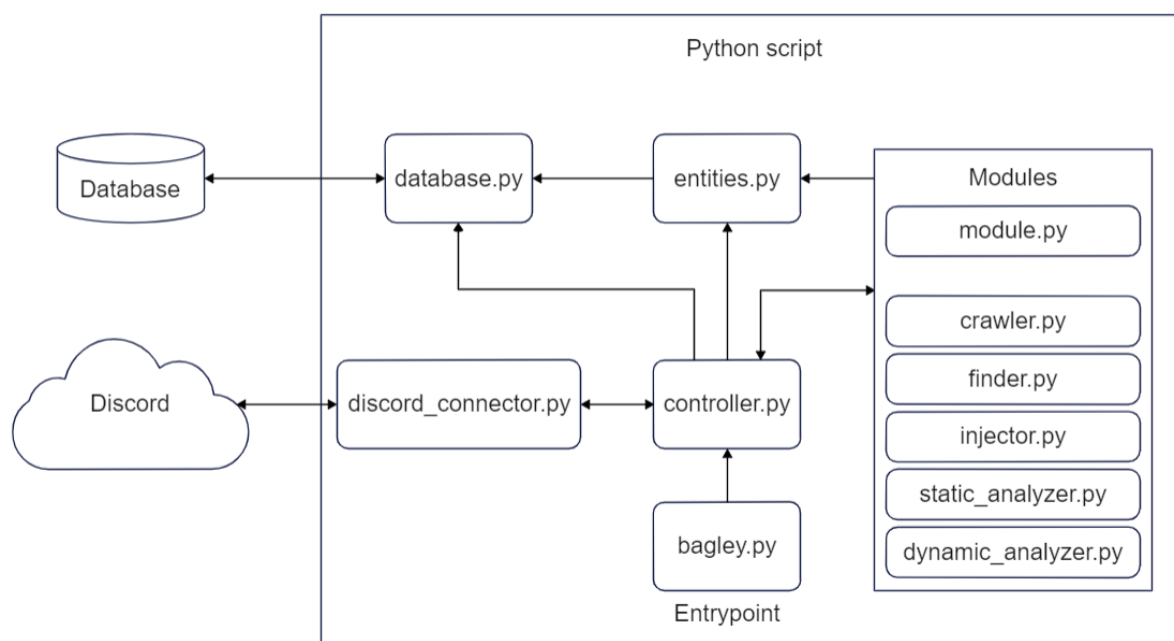 Python script
Database
database.py
entities.py
Modules
module.py
crawler.py
finder.py
injector.py
static_analyzer.py
dynamic_analyzer.py
Discord
discord_connector.py
controller.py
bagley.py
Entrypoint